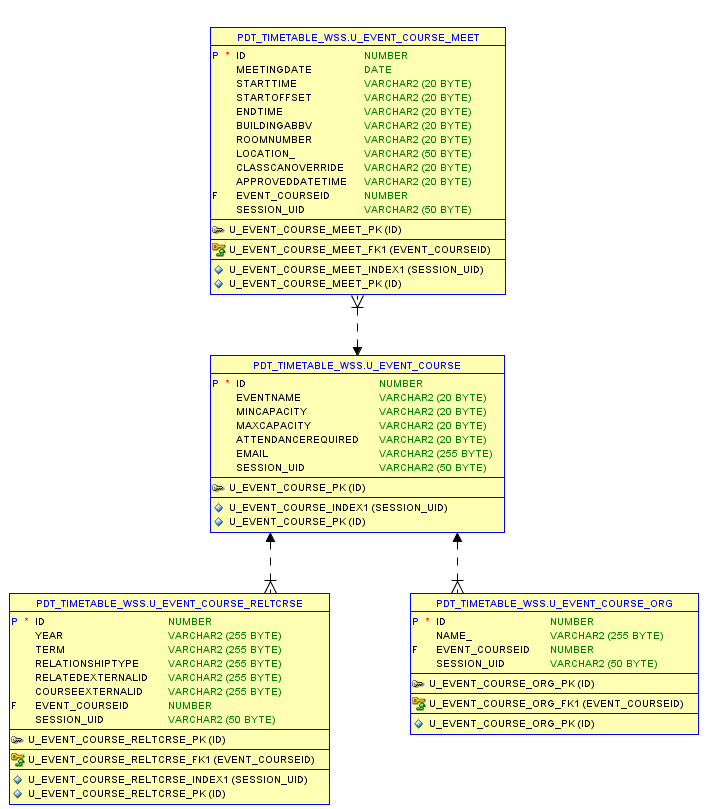 PDT_TIMETABLE_WSS.U_EVENT_COURSE_MEET
P * ID NUMBER
MEETINGDATE DATE
STARTTIME VARCHAR2 (20 BYTE)
STARTOFFSET VARCHAR2 (20 BYTE)
ENDTIME VARCHAR2 (20 BYTE)
BUILDINGABBV VARCHAR2 (20 BYTE)
ROOMNUMBER VARCHAR2 (20 BYTE)
LOCATION_ VARCHAR2 (50 BYTE)
CLASSCANOVERRIDE VARCHAR2 (20 BYTE)
APPROVEDDATETIME VARCHAR2 (20 BYTE)
F EVENT_COURSEID NUMBER
SESSION_UID VARCHAR2 (50 BYTE)
U_EVENT_COURSE_MEET_PK (ID)
U_EVENT_COURSE_MEET_FK1 (EVENT_COURSEID)
U_EVENT_COURSE_MEET_INDEX1 (SESSION_UID)
U_EVENT_COURSE_MEET_PK (ID)
PDT_TIMETABLE_WSS.U_EVENT_COURSE
P * ID NUMBER
EVENTNAME VARCHAR2 (20 BYTE)
MINCAPACITY VARCHAR2 (20 BYTE)
MAXCAPACITY VARCHAR2 (20 BYTE)
ATTENDANCEREQUIRED VARCHAR2 (20 BYTE)
EMAIL VARCHAR2 (255 BYTE)
SESSION_UID VARCHAR2 (50 BYTE)
U_EVENT_COURSE_PK (ID)
U_EVENT_COURSE_INDEX1 (SESSION_UID)
U_EVENT_COURSE_PK (ID)
PDT_TIMETABLE_WSS.U_EVENT_COURSE_RELTCRSE
P * ID NUMBER
YEAR VARCHAR2 (255 BYTE)
TERM VARCHAR2 (255 BYTE)
RELATIONSHIPTYPE VARCHAR2 (255 BYTE)
RELATEDEXTERNALID VARCHAR2 (255 BYTE)
COURSEEXTERNALID VARCHAR2 (255 BYTE)
F EVENT_COURSEID NUMBER
SESSION_UID VARCHAR2 (50 BYTE)
U_EVENT_COURSE_RELTCRSE_PK (ID)
U_EVENT_COURSE_RELTCRSE_FK1 (EVENT_COURSEID)
U_EVENT_COURSE_RELTCRSE_INDEX1 (SESSION_UID)
U_EVENT_COURSE_RELTCRSE_PK (ID)
PDT_TIMETABLE_WSS.U_EVENT_COURSE_ORG
P * ID NUMBER
NAME_ VARCHAR2 (255 BYTE)
F EVENT_COURSEID NUMBER
SESSION_UID VARCHAR2 (50 BYTE)
U_EVENT_COURSE_ORG_PK (ID)
U_EVENT_COURSE_ORG_FK1 (EVENT_COURSEID)
U_EVENT_COURSE_ORG_PK (ID)